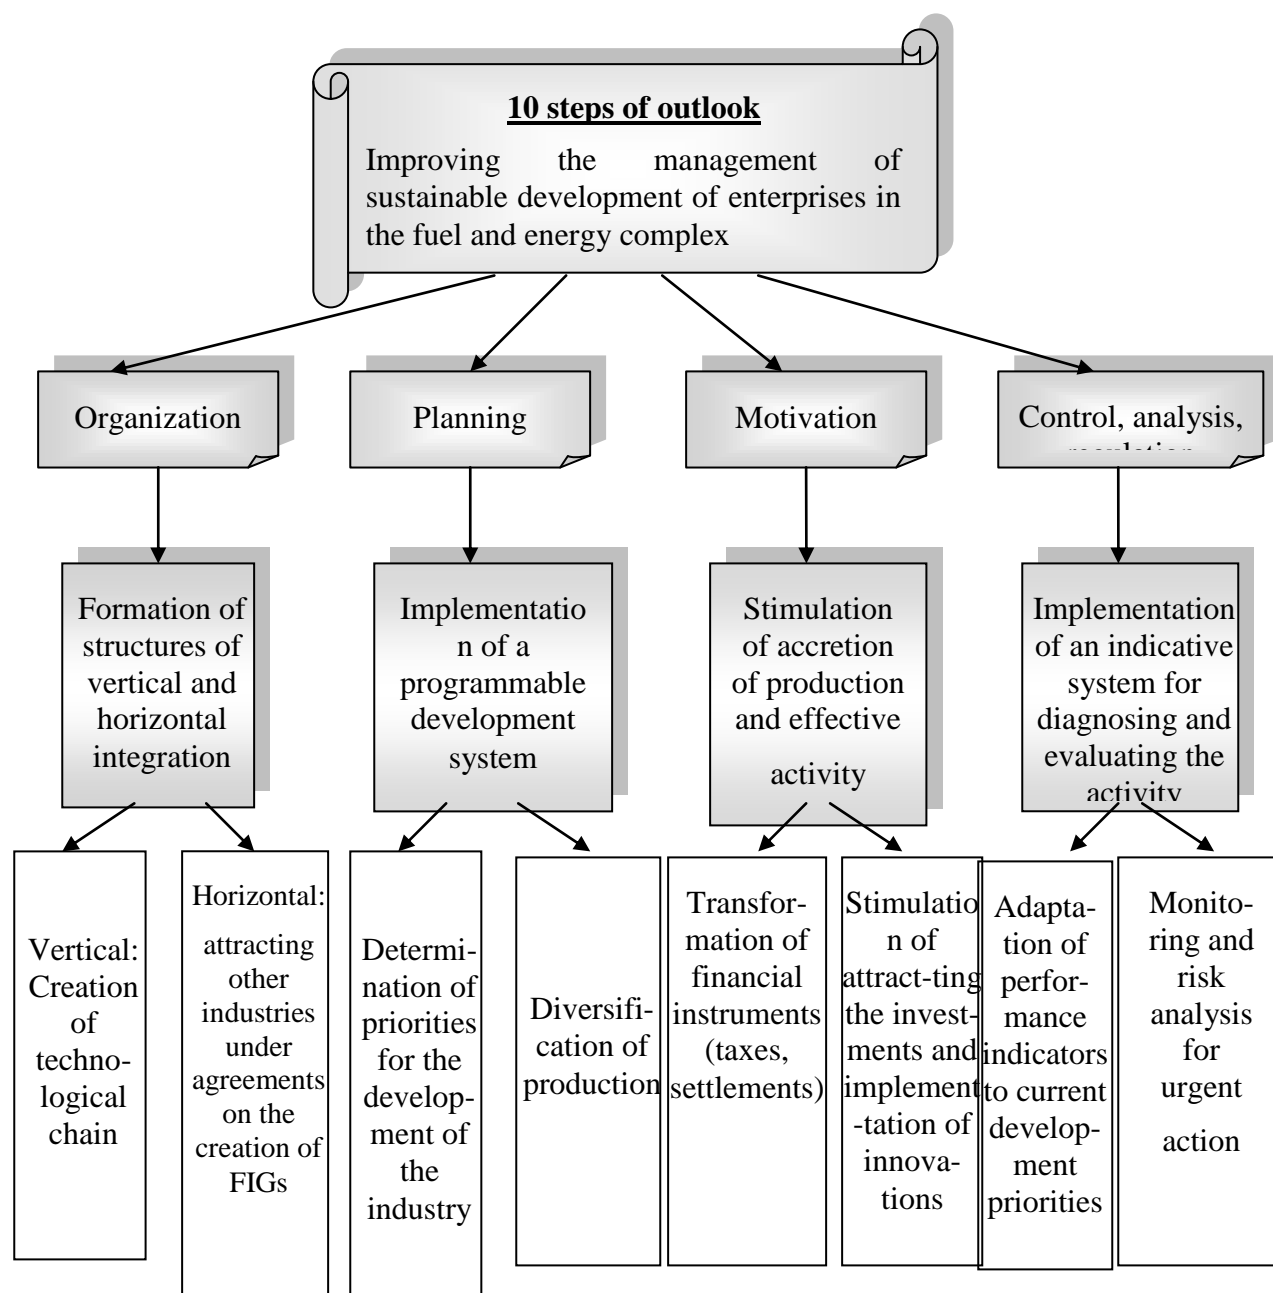 10 steps of outlook
Improving the management of
sustainable development of enterprises in
the fuel and energy complex
Organization
Planning
Motivation
Control, analysis,
Formation of
structures of
vertical and
horizontal
integration
Implementatio
n of a
programmable
development
system
Stimulation
of accretion
of production
and effective
activity
Implementation
of an indicative
system for
diagnosing and
evaluating the
activity
Vertical:
Creation
of
techno-
logical
chain
Horizontal:
attracting
other
industries
under
agreements
on the
creation of
FIGs
Determi-
nation of
priorities
for the
develop-
ment of
the
industry
Diversifi-
cation of
production
Transfor-
mation of
financial
instruments
(taxes,
settlements)
Stimulatio
n of
attract-ting
the invest-
ments and
implement
-tation of
innova-
tions
Adapta-
tion of
perfor-
mance
indicators
to current
develop-
ment
priorities
Monito-
ring and
risk
analysis
for
urgent
action